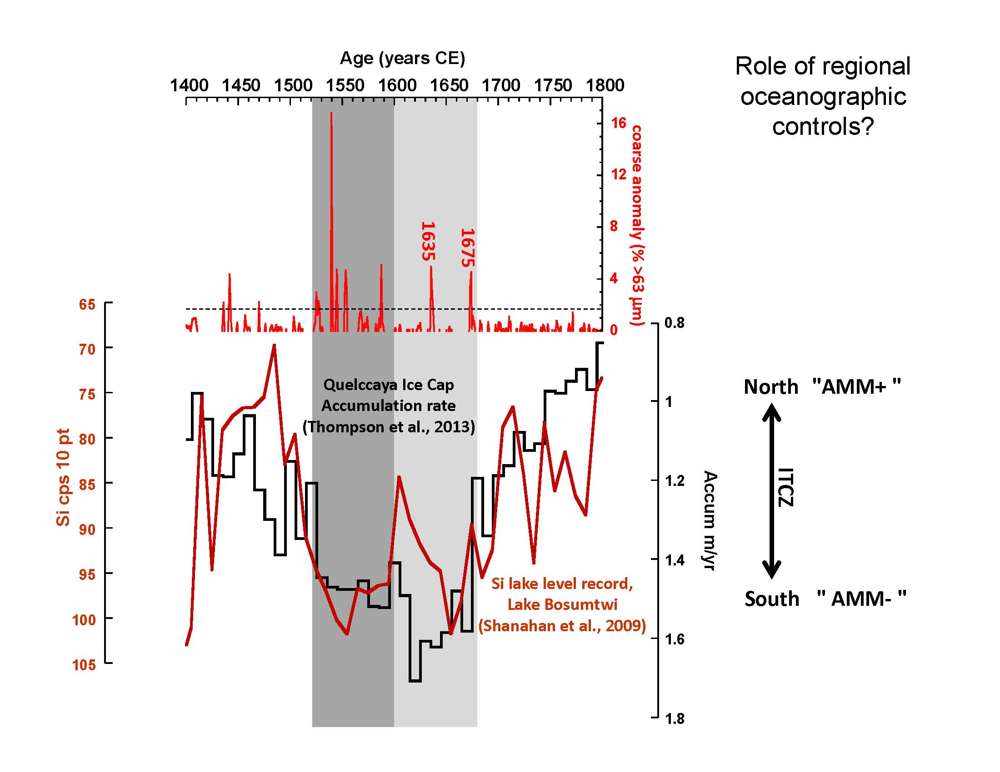 Age (years CE)
1400 1450 1500 1550 1600 1650 1700 1750 1800
Role of regional
oceanographic
controls?
16
12
8
4
0
coarse anomaly (% >63 µm)
1635
1675
65
70
75
80
85
90
95
100
105
Si cps 10 pt
Quelccaya Ice Cap
Accumulation rate
(Thompson et al., 2013)
Si lake level record,
Lake Bosumtwi
(Shanahan et al., 2009)
0.8
1
1.2
1.4
1.6
1.8
Accum m/yr
North "AMM+ "
ITCZ
South " AMM- "